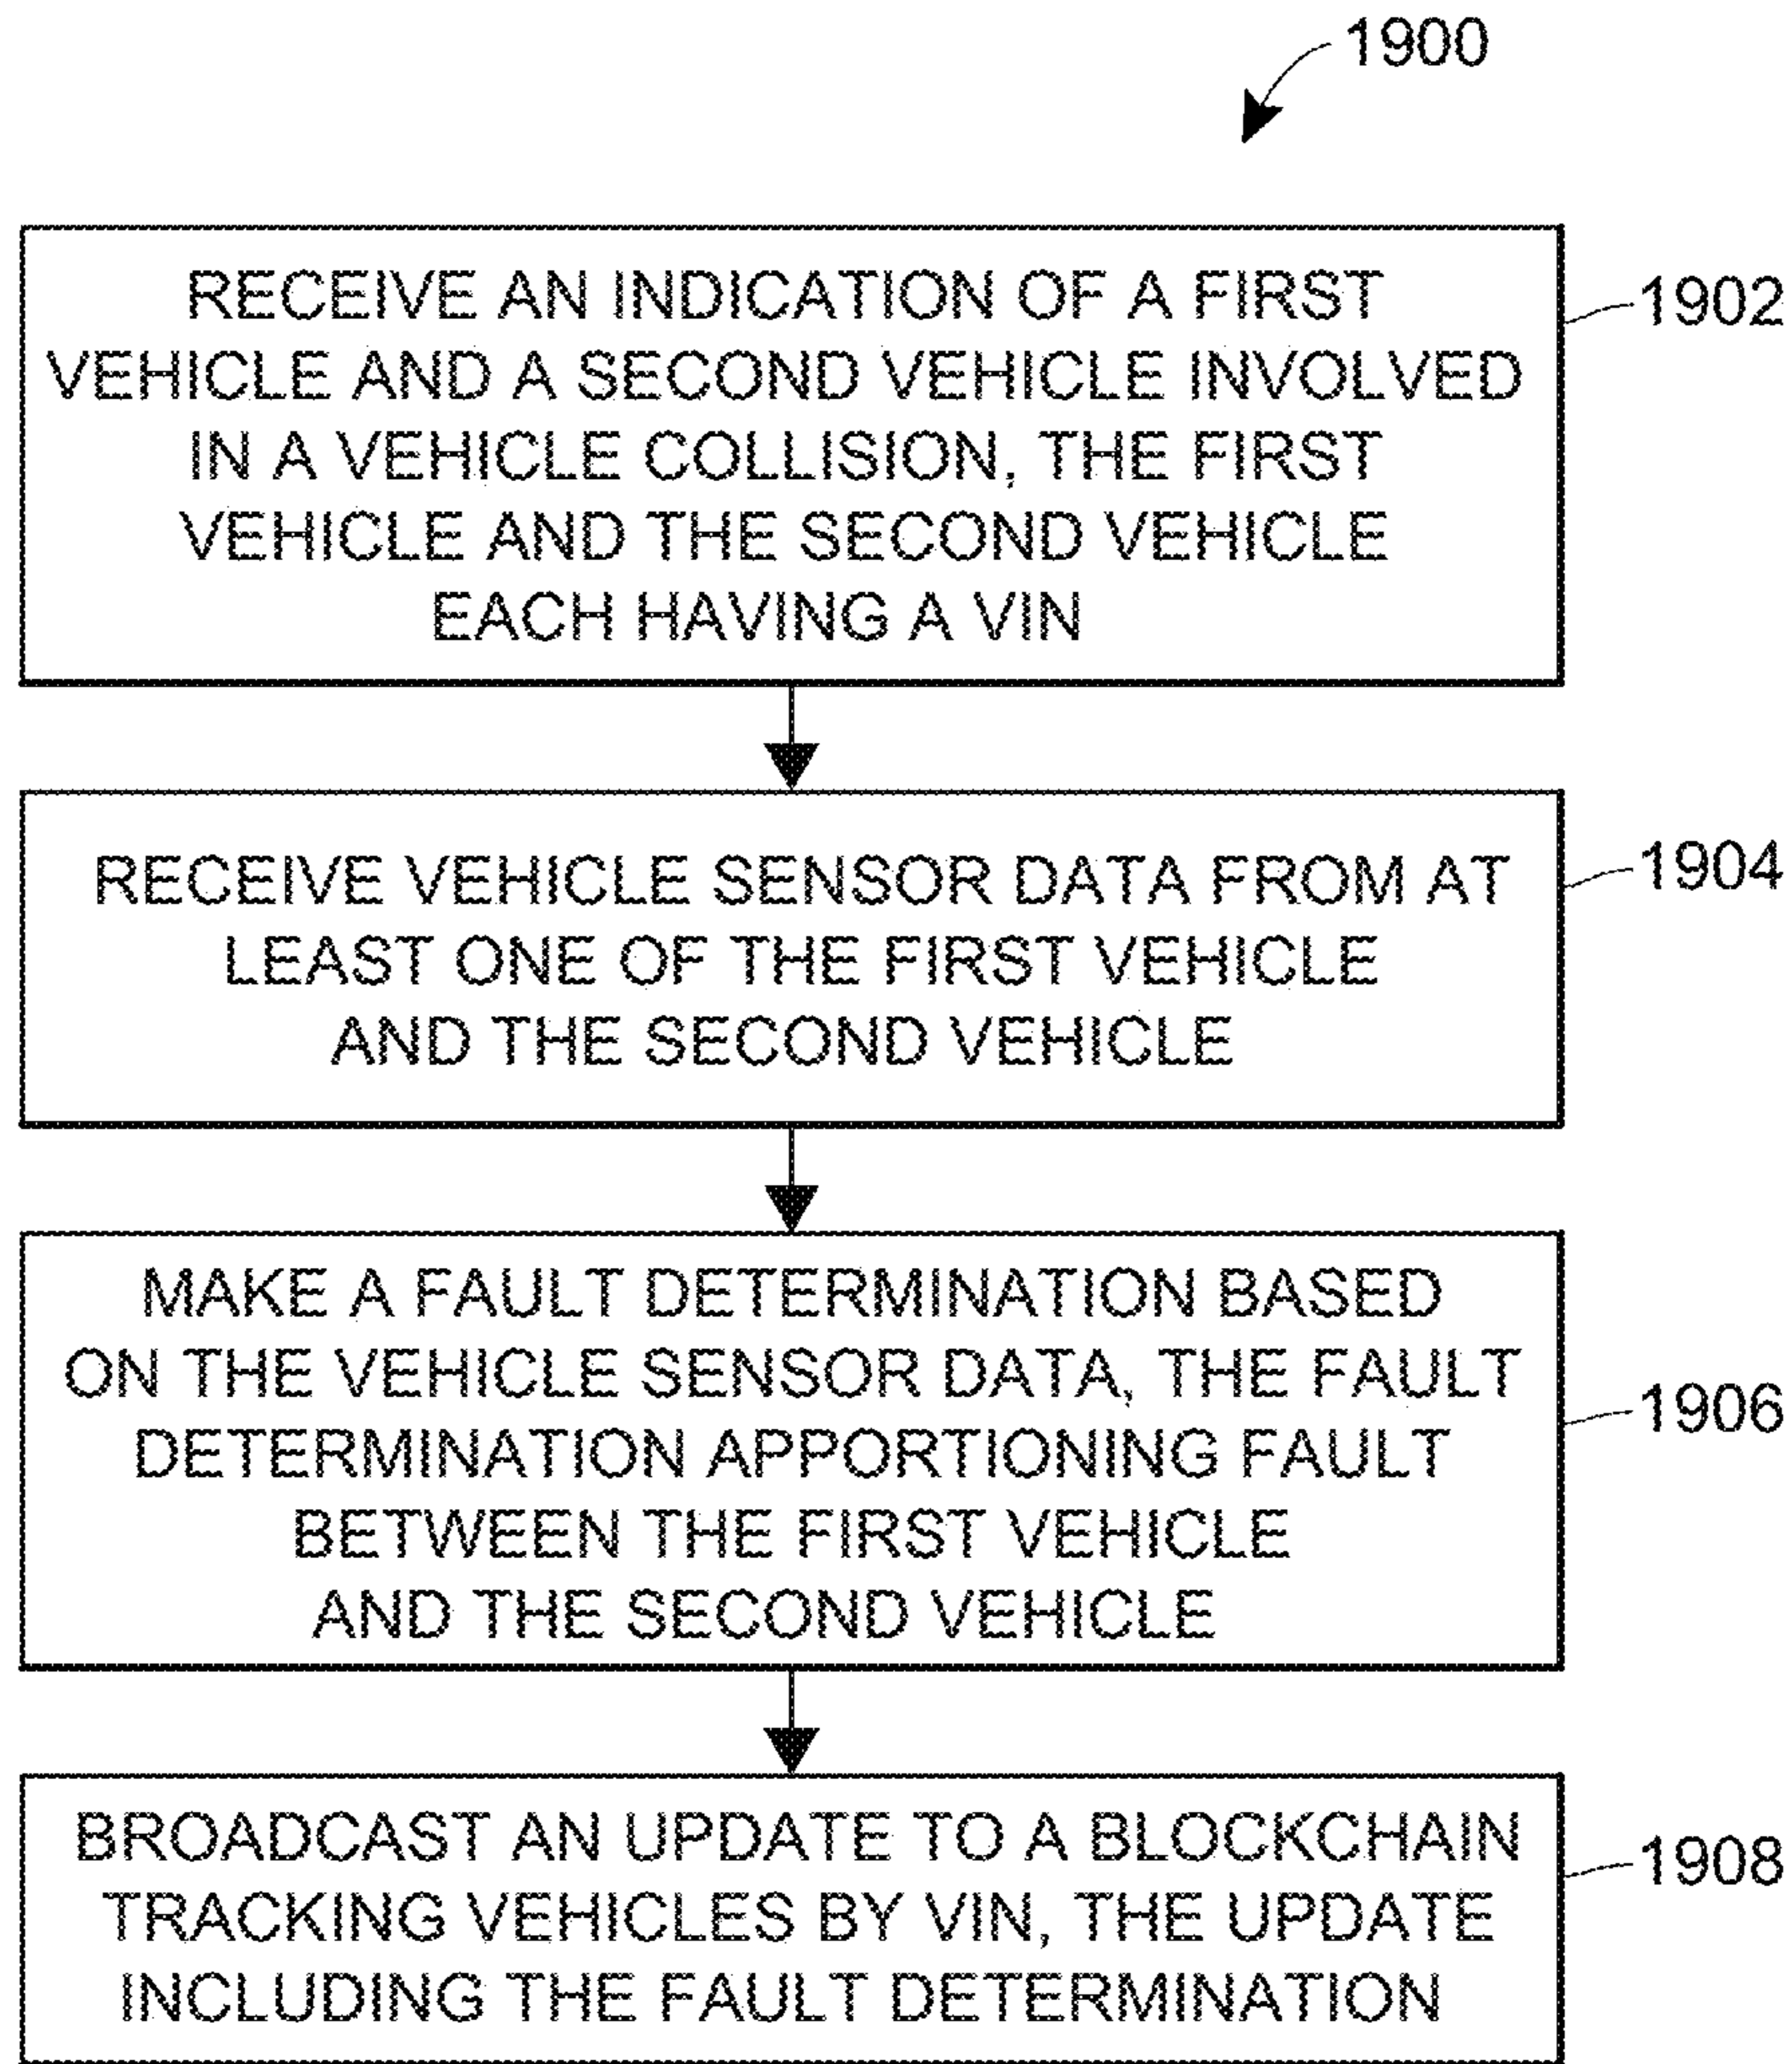 1900
RECEIVE AN INDICATION OF A FIRST
VEHICLE AND A SECOND VEHICLE INVOLVED
IN A VEHICLE COLLISION, THE FIRST
VEHICLE AND THE SECOND VEHICLE
EACH HAVING A VIN
1902
RECEIVE VEHICLE SENSOR DATA FROM AT
LEAST ONE OF THE FIRST VEHICLE
AND THE SECOND VEHICLE
1904
MAKE A FAULT DETERMINATION BASED
ON THE VEHICLE SENSOR DATA, THE FAULT
DETERMINATION APPORTIONING FAULT
BETWEEN THE FIRST VEHICLE
AND THE SECOND VEHICLE
1906
BROADCAST AN UPDATE TO A BLOCKCHAIN
TRACKING VEHICLES BY VIN, THE UPDATE
INCLUDING THE FAULT DETERMINATION
1908